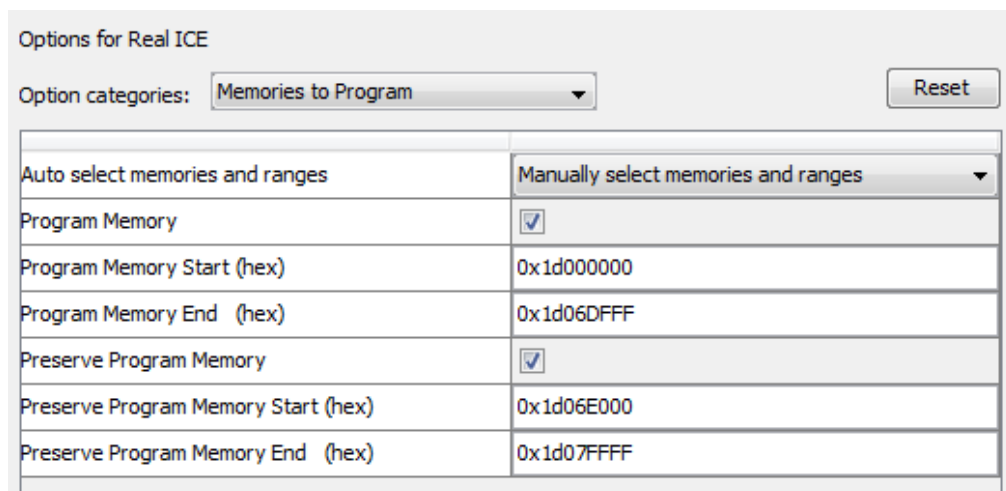 Options for Real ICE
Option categories: Memories to Program Reset
Auto select memories and ranges Manually select memories and ranges
Program Memory
Program Memory Start (hex) 0x1d000000
Program Memory End (hex) 0x1d06DFFF
Preserve Program Memory
Preserve Program Memory Start (hex) 0x1d06E000
Preserve Program Memory End (hex) 0x1d07FFFF